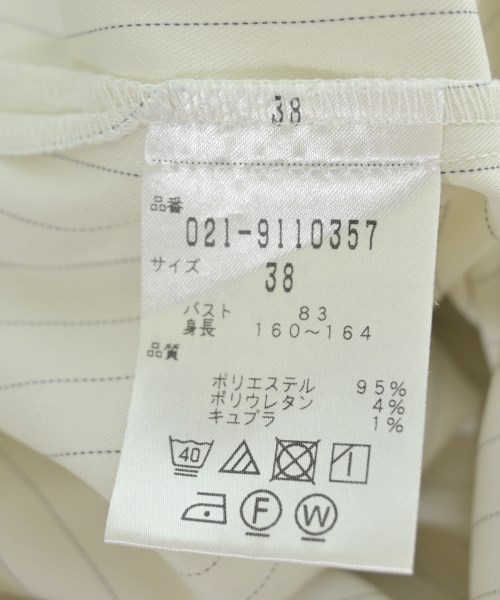 38
品番
021-9110357
サイズ
38
バスト 83
身長 160～164
品質
ポリエステル 95%
ポリウレタン 4%
キュプラ 1%
40
F W